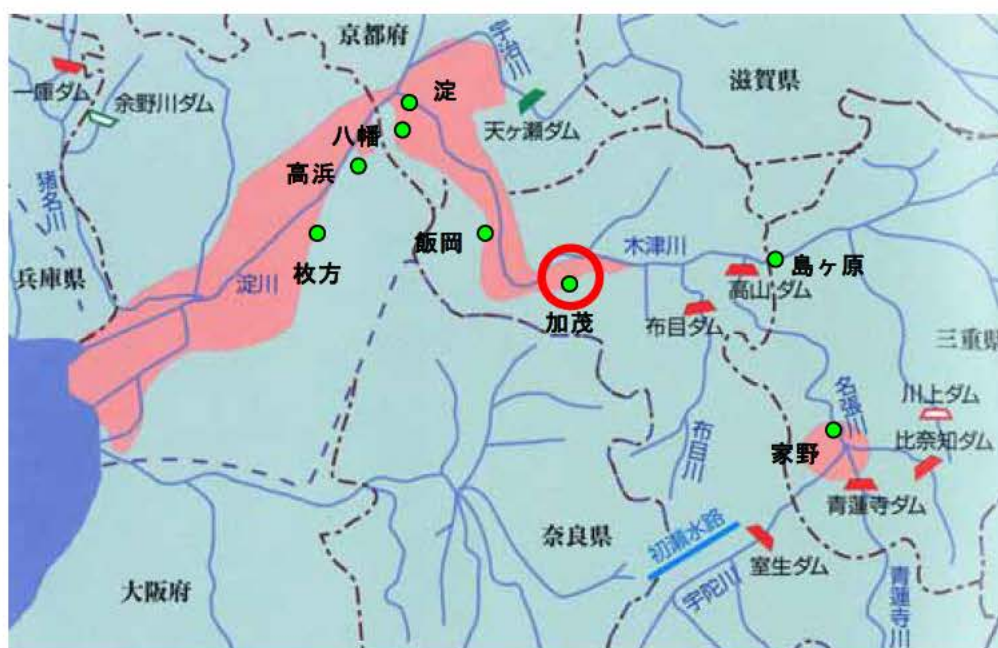 京都府
宇治川
滋賀県
一庫ダム
余野川ダム
淀
天ヶ瀬ダム
八幡
高浜
猪名川
飯岡
木津川
島ヶ原
枚方
兵庫県
淀川
高山ダム
加茂
布目ダム
三重県
名張川
川上ダム
布目川
家野
比奈知ダム
青蓮寺ダム
奈良県
初瀬水路
室生ダム
大阪府
宇陀川
青蓮寺川